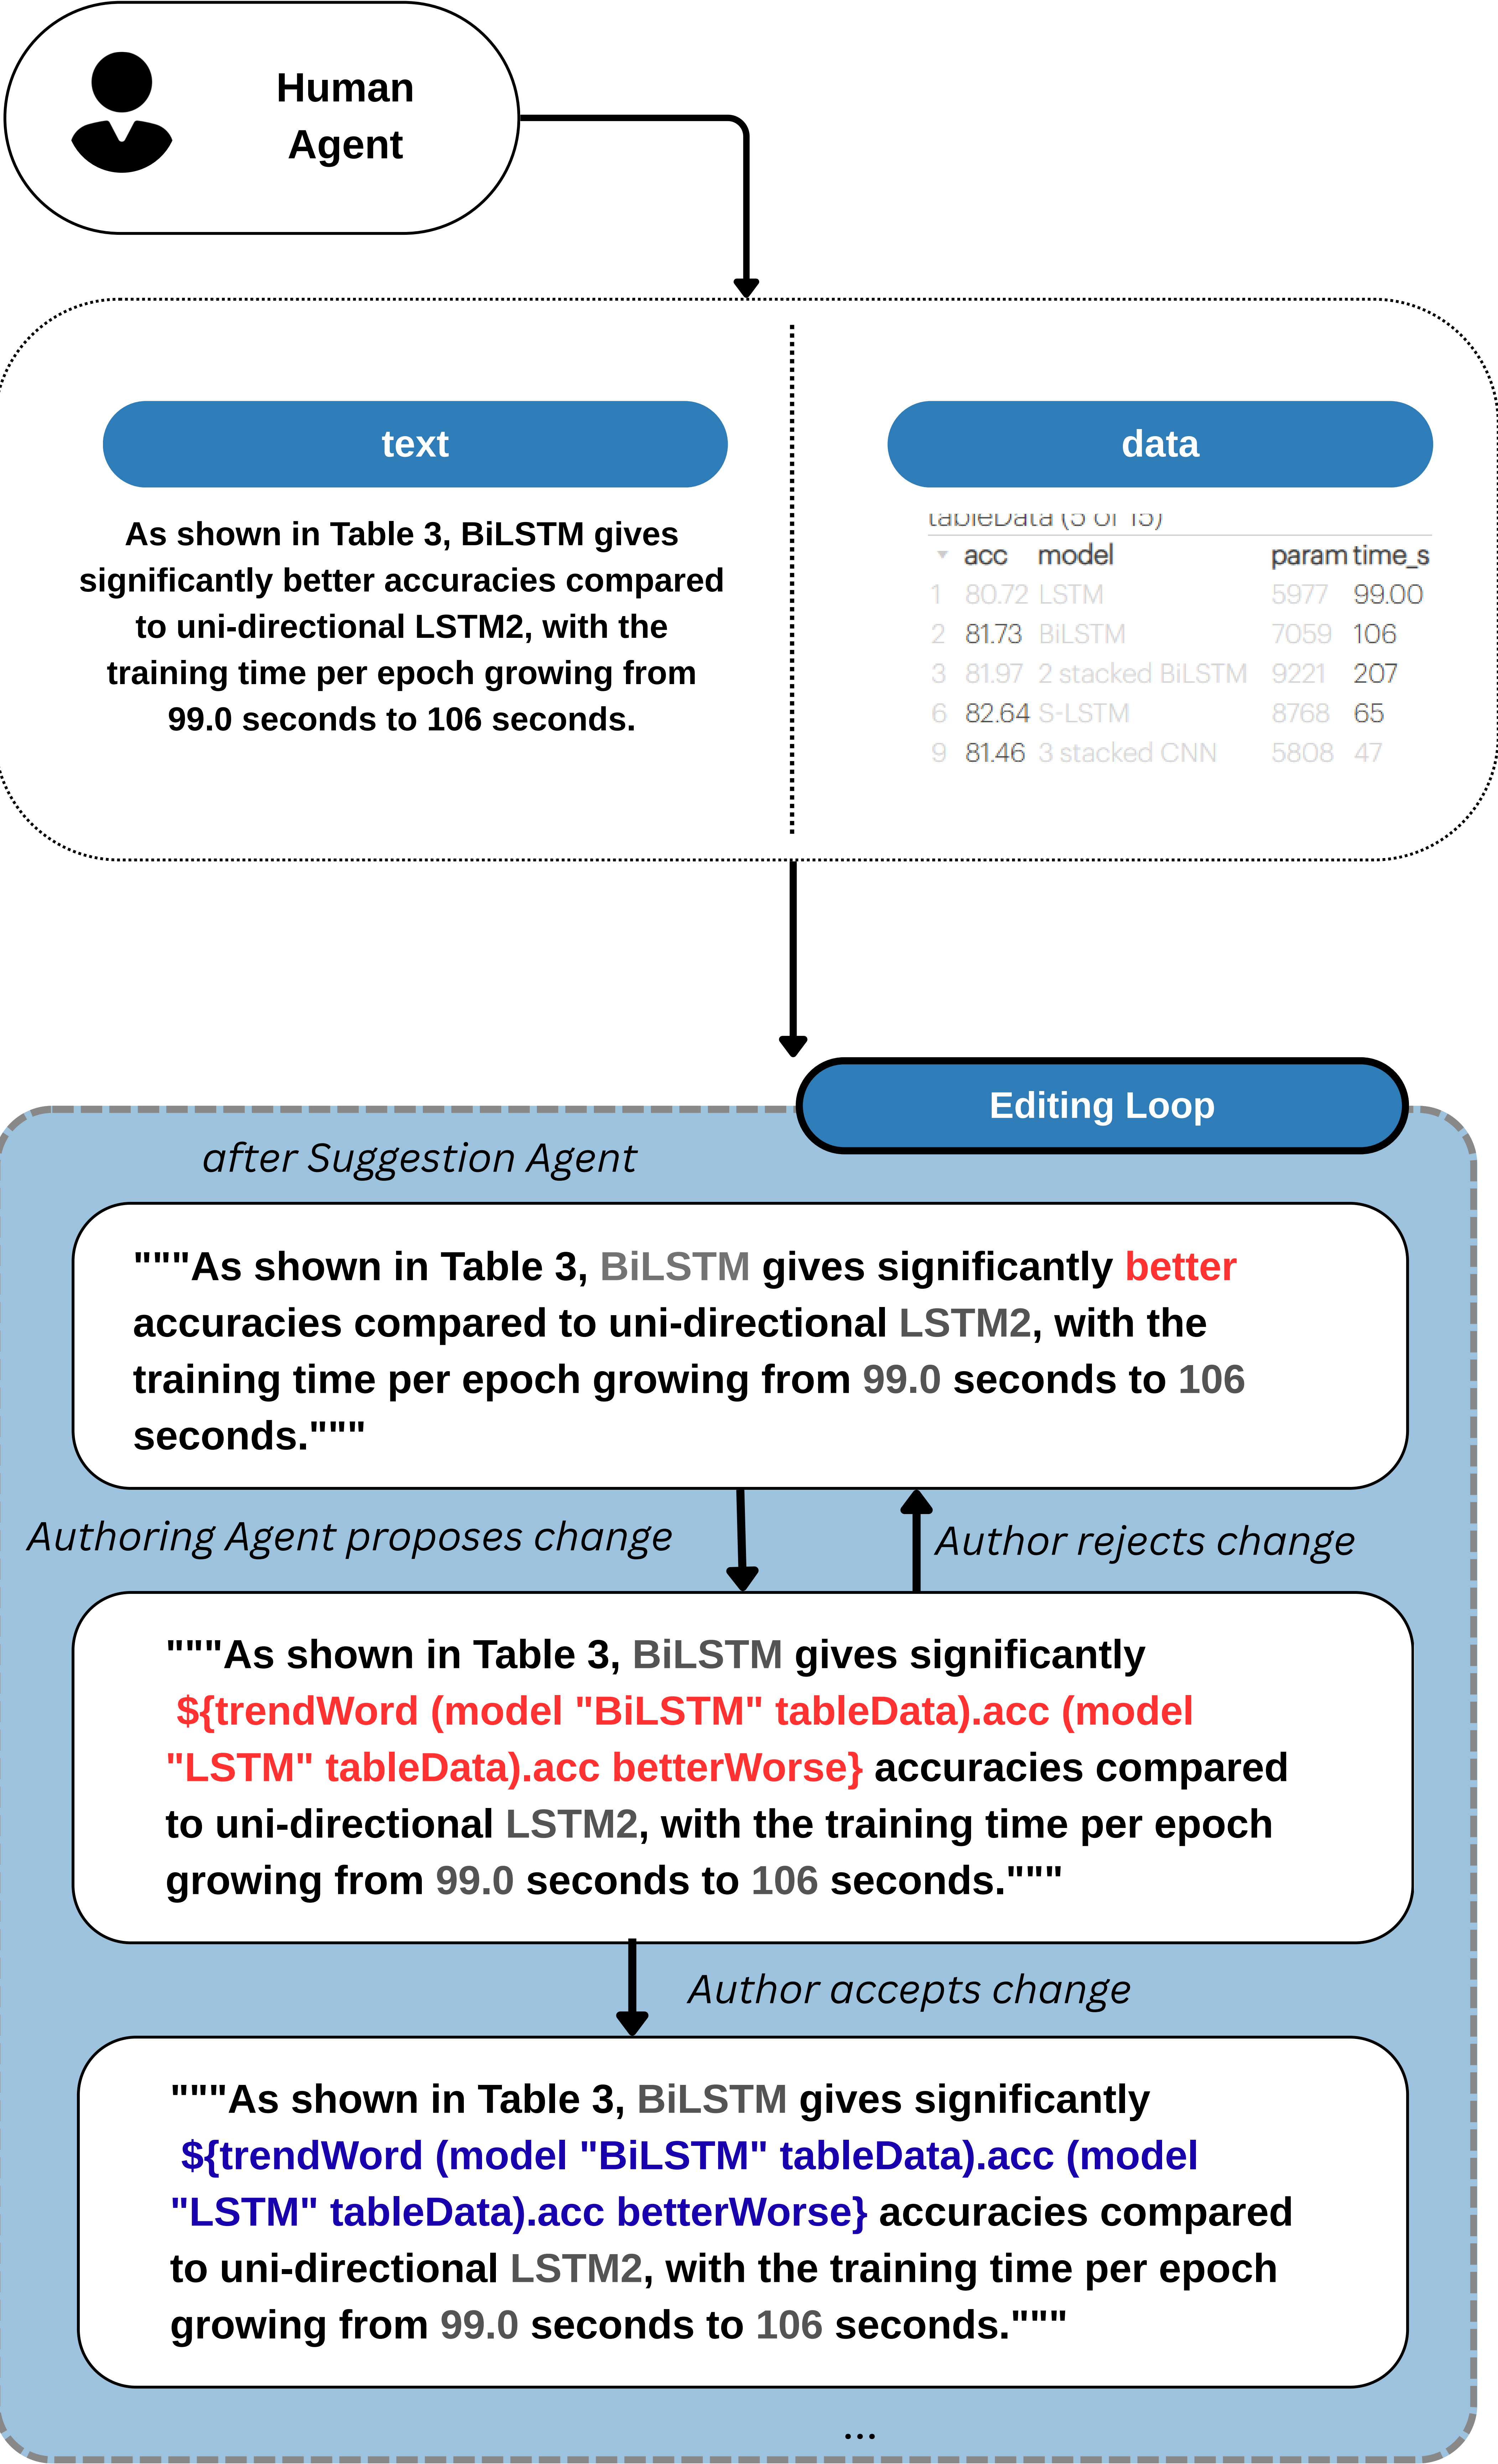 Human
Agent
text
As shown in Table 3, BiLSTM gives
significantly better accuracies compared
to uni-directional LSTM2, with the
training time per epoch growing from
99.0 seconds to 106 seconds.
data
tableData (5 of 15)
acc model param time_s
1 80.72 LSTM 5977 99.00
2 81.73 BiLSTM 7059 106
3 81.97 2 stacked BiLSTM 9221 207
6 82.64 S-LSTM 8768 65
9 81.46 3 stacked CNN 5808 47
Editing Loop
after Suggestion Agent
"""As shown in Table 3, BiLSTM gives significantly better
accuracies compared to uni-directional LSTM2, with the
training time per epoch growing from 99.0 seconds to 106
seconds."""
Authoring Agent proposes change
Author rejects change
"""As shown in Table 3, BiLSTM gives significantly
${trendWord (model "BiLSTM" tableData).acc (model
"LSTM" tableData).acc betterWorse} accuracies compared
to uni-directional LSTM2, with the training time per epoch
growing from 99.0 seconds to 106 seconds."""
Author accepts change
"""As shown in Table 3, BiLSTM gives significantly
${trendWord (model "BiLSTM" tableData).acc (model
"LSTM" tableData).acc betterWorse} accuracies compared
to uni-directional LSTM2, with the training time per epoch
growing from 99.0 seconds to 106 seconds."""
...